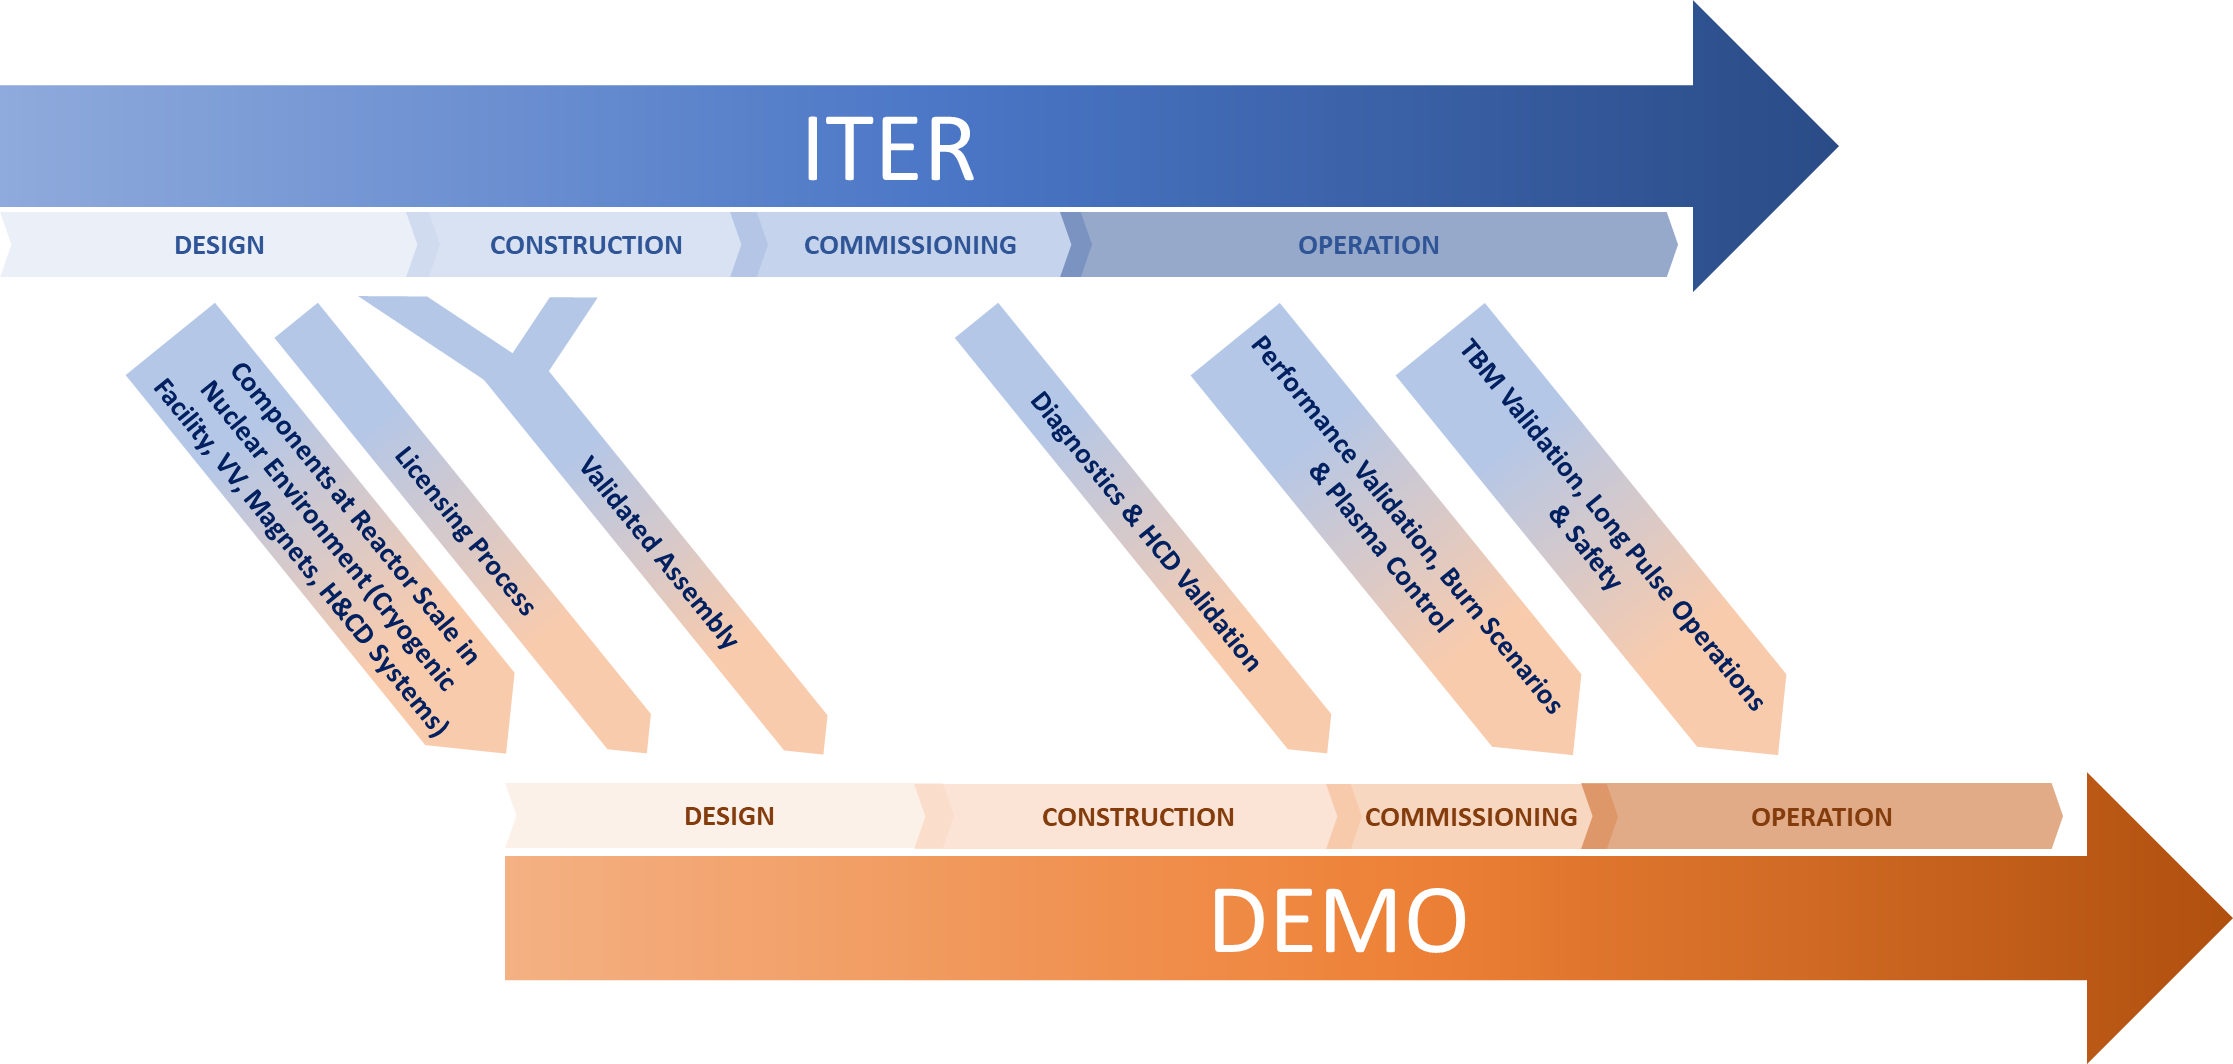 ITER
DESIGN
CONSTRUCTION
COMMISSIONING
OPERATION
Components at Reactor Scale in
Nuclear Environment (Cryogenic
Facility, VV, Magnets, H&CD Systems)
Licensing Process
Validated Assembly
Diagnostics & HCD Validation
Performance Validation, Burn Scenarios
& Plasma Control
TBM Validation, Long Pulse Operations
& Safety
DESIGN
CONSTRUCTION
COMMISSIONING
OPERATION
DEMO